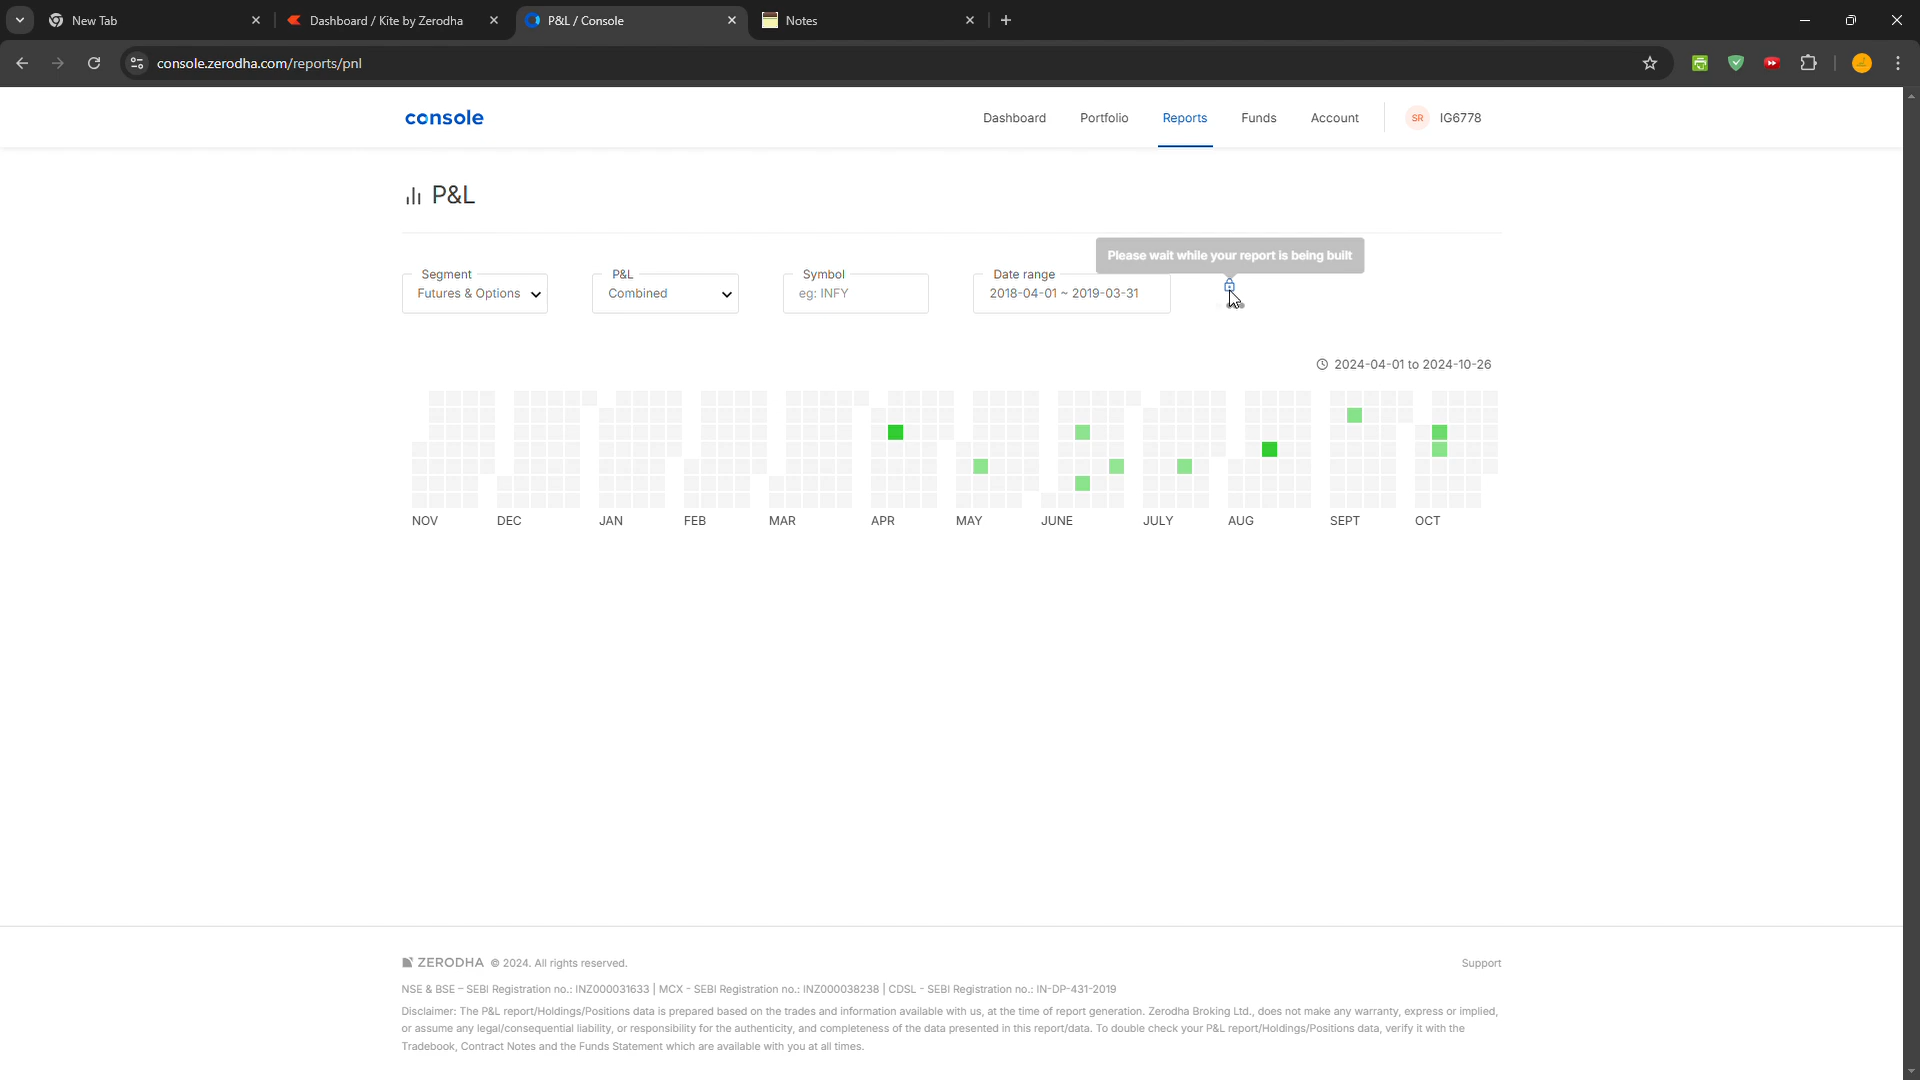 New Tab
Dashboard / Kite by Zerodha
P&L / Console
Notes
console.zerodha.com/reports/pnl
console
Dashboard
Portfolio
Reports
Funds
Account
SR
IG6778
P&L
Please wait while your report is being built
Segment
Futures & Options
P&L
Combined
Symbol
eg: INFY
Date range
2018-04-01 ~ 2019-03-31
2024-04-01 to 2024-10-26
NOV DEC JAN FEB MAR APR MAY JUNE JULY AUG SEPT OCT
ZERODHA © 2024. All rights reserved.
Support
NSE & BSE – SEBI Registration no.: INZ000031633 | MCX - SEBI Registration no.: INZ000038238 | CDSL - SEBI Registration no.: IN-DP-431-2019
Disclaimer: The P&L report/Holdings/Positions data is prepared based on the trades and information available with us, at the time of report generation. Zerodha Broking Ltd., does not make any warranty, express or implied,
or assume any legal/consequential liability, or responsibility for the authenticity, and completeness of the data presented in this report/data. To double check your P&L report/Holdings/Positions data, verify it with the
Tradebook, Contract Notes and the Funds Statement which are available with you at all times.